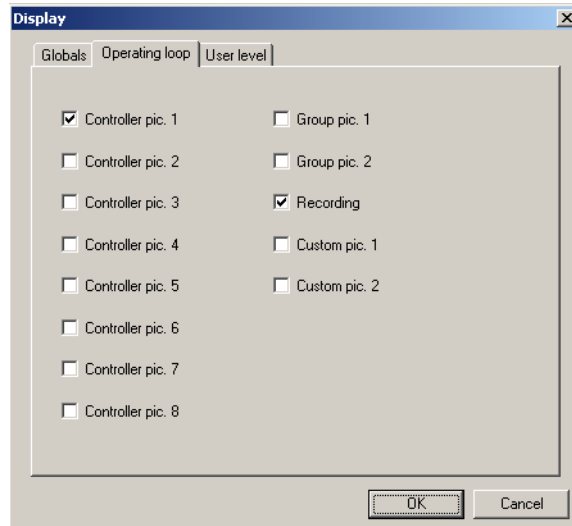 Display
Globals Operating loop User level
Controller pic. 1 Group pic. 1
Controller pic. 2 Group pic. 2
Controller pic. 3 Recording
Controller pic. 4 Custom pic. 1
Controller pic. 5 Custom pic. 2
Controller pic. 6
Controller pic. 7
Controller pic. 8
OK Cancel